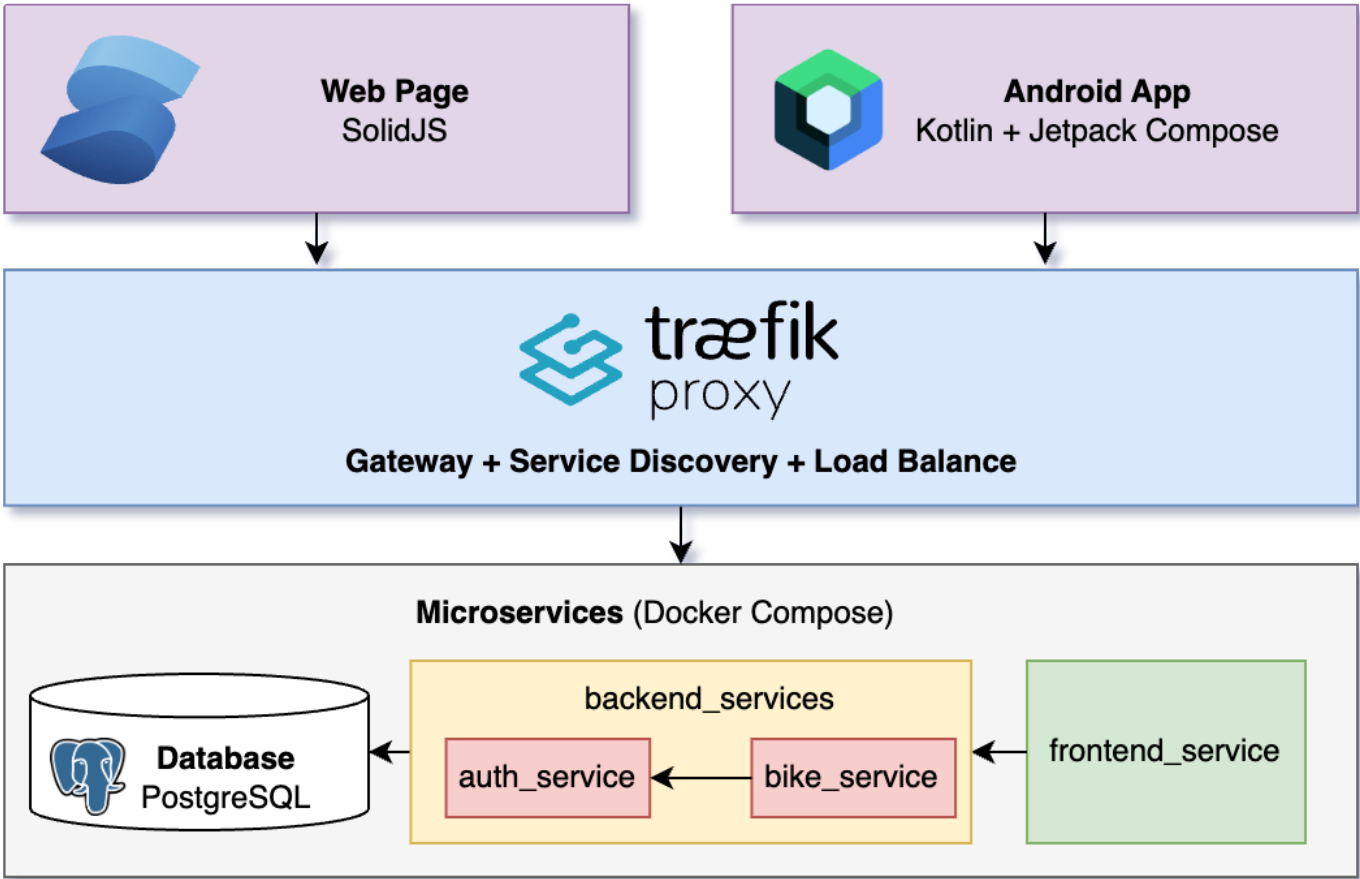 Web Page
SolidJS
Android App
Kotlin + Jetpack Compose
træfik
proxy
Gateway + Service Discovery + Load Balance
Microservices (Docker Compose)
Database
PostgreSQL
backend_services
auth_service
bike_service
frontend_service